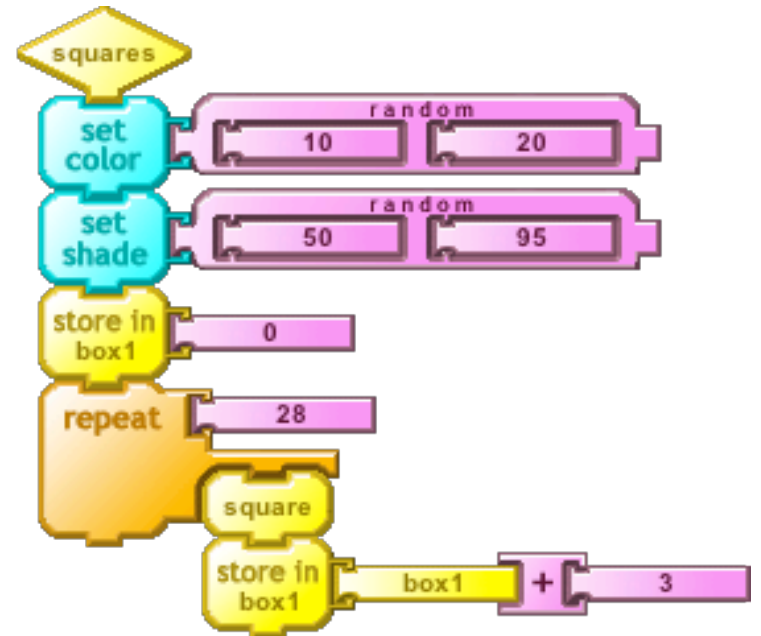 squares
set
color
random
10 20
set
shade
random
50 95
store in
box1
0
repeat
28
square
store in
box1
box1 + 3